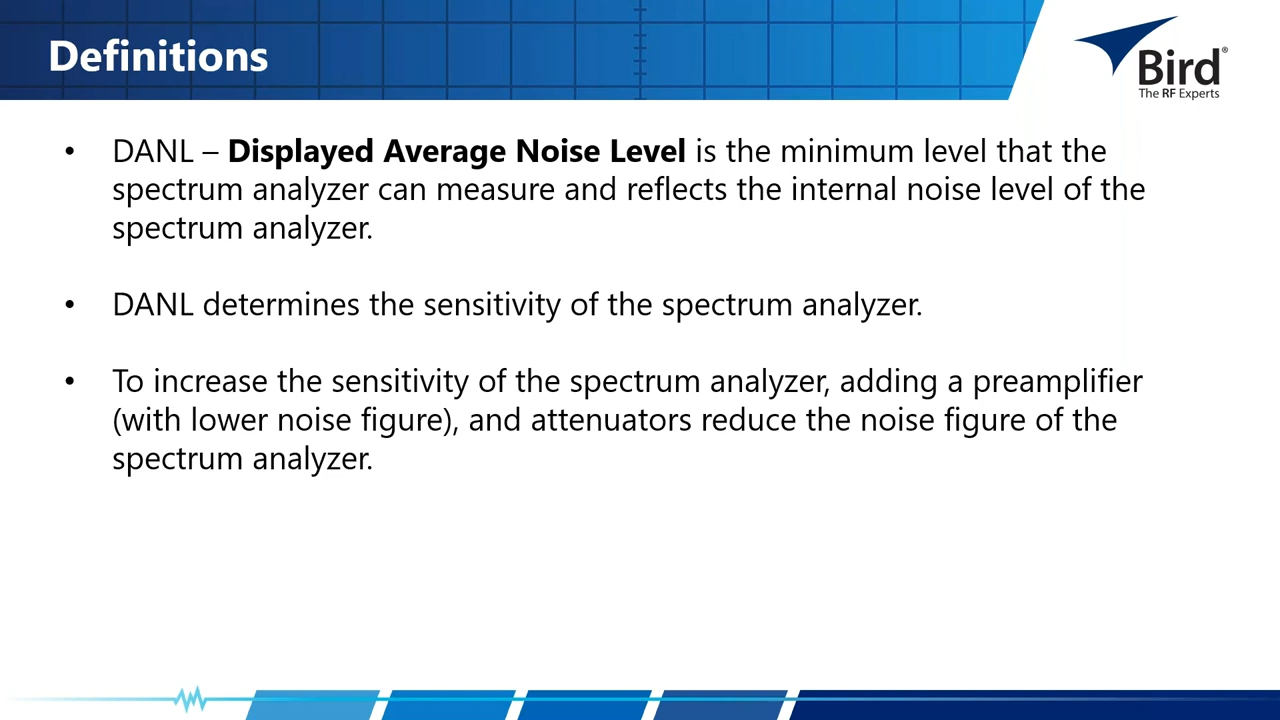 Definitions
Bird®
The RF Experts
• DANL – Displayed Average Noise Level is the minimum level that the
spectrum analyzer can measure and reflects the internal noise level of the
spectrum analyzer.
• DANL determines the sensitivity of the spectrum analyzer.
• To increase the sensitivity of the spectrum analyzer, adding a preamplifier
(with lower noise figure), and attenuators reduce the noise figure of the
spectrum analyzer.